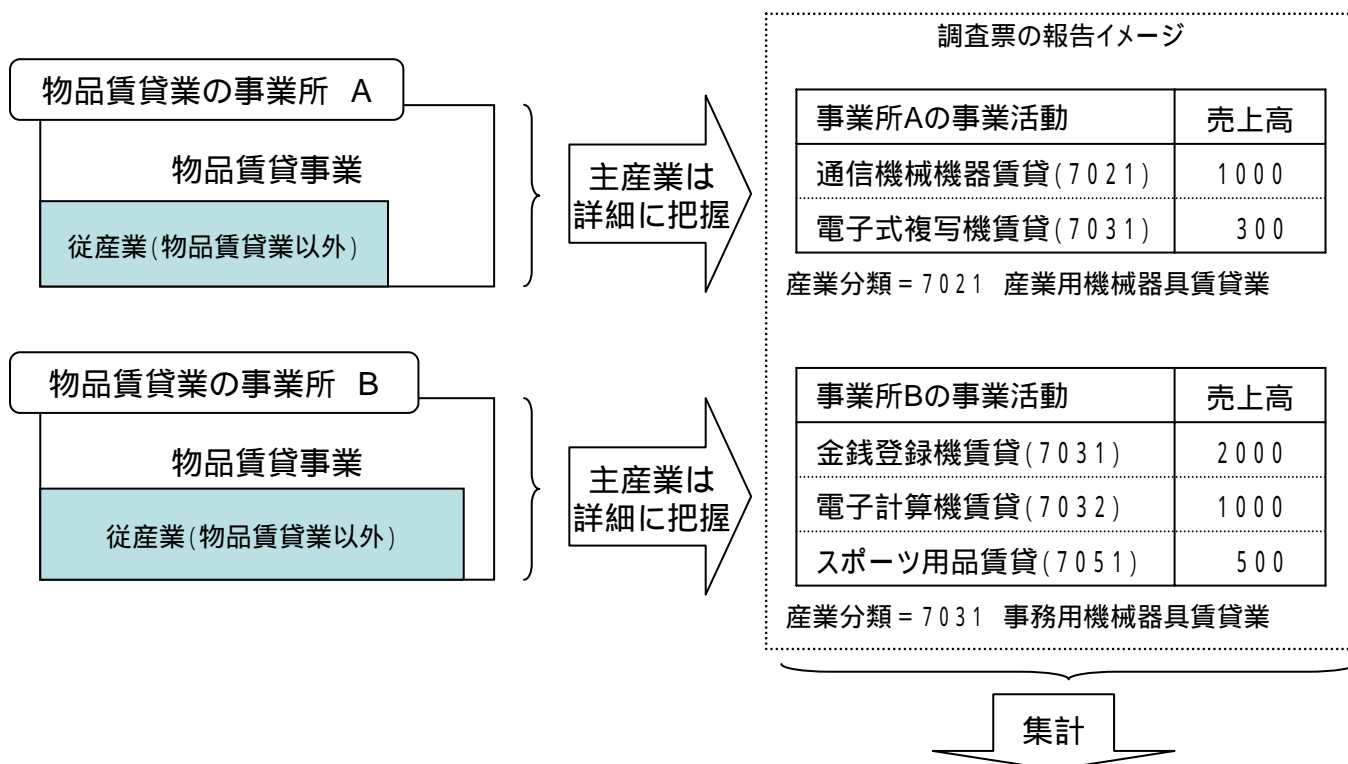 調査票の報告イメージ
物品賃貸業の事業所 A
物品賃貸事業
従産業(物品賃貸業以外)
主産業は
詳細に把握
事業所Aの事業活動 売上高
通信機械機器賃貸(7021) 1000
電子式複写機賃貸(7031) 300
産業分類=7021 産業用機械器具賃貸業
物品賃貸業の事業所 B
物品賃貸事業
従産業(物品賃貸業以外)
主産業は
詳細に把握
事業所Bの事業活動 売上高
金銭登録機賃貸(7031) 2000
電子計算機賃貸(7032) 1000
スポーツ用品賃貸(7051) 500
産業分類=7031 事務用機械器具賃貸業
集計